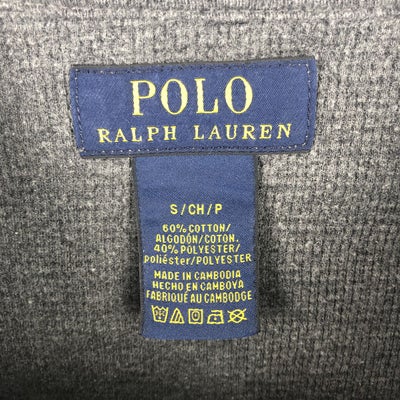 POLO
RALPH LAUREN
S/CH/P
60% COTTON/
ALGODÓN/COTON.
40% POLYESTER/
poliéster/POLYESTER
MADE IN CAMBODIA
HECHO EN CAMBOYA
FABRIQUÉ AU CAMBODGE